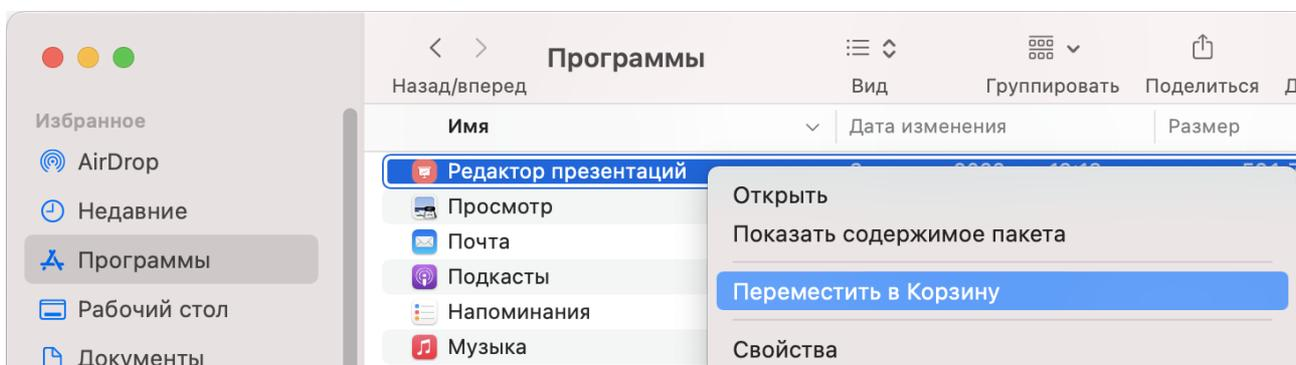 Программы
Назад/вперед
Вид
Группировать
Поделиться
Избранное
AirDrop
Недавние
Программы
Рабочий стол
Документы
Имя
Дата изменения
Размер
Редактор презентаций
Просмотр
Почта
Подкасты
Напоминания
Музыка
Открыть
Показать содержимое пакета
Переместить в Корзину
Свойства